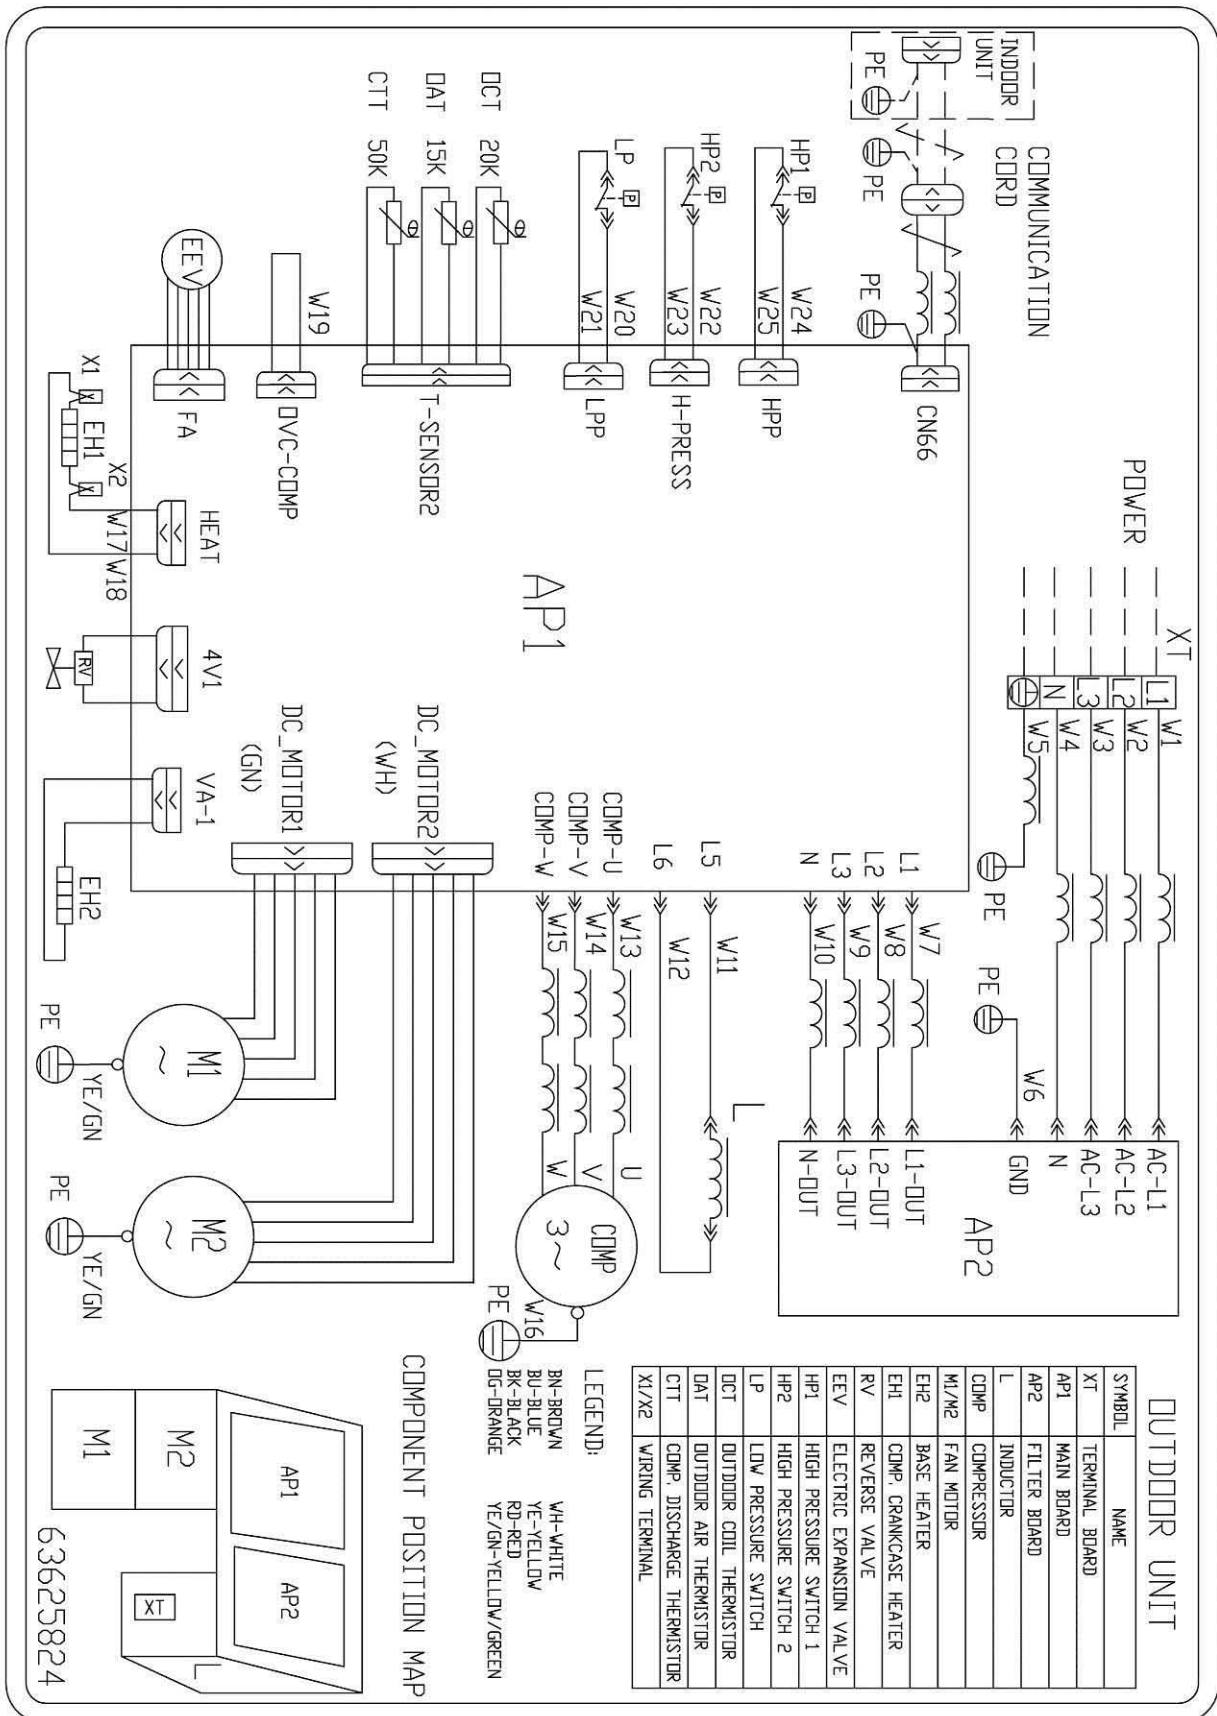 OUTDOOR UNIT
SYMBOL NAME
XT TERMINAL BOARD
AP1 MAIN BOARD
AP2 FILTER BOARD
L INDUCTOR
COMP COMPRESSOR
M1/M2 FAN MOTOR
EH2 BASE HEATER
EH1 COMP. CRANKCASE HEATER
RV REVERSE VALVE
EEV ELECTRIC EXPANSION VALVE
HP1 HIGH PRESSURE SWITCH 1
HP2 HIGH PRESSURE SWITCH 2
LP LOW PRESSURE SWITCH
OCT OUTDOOR COIL THERMISTOR
OAT OUTDOOR AIR THERMISTOR
CTT COMP. DISCHARGE THERMISTOR
X1/X2 WIRING TERMINAL
LEGEND:
BN-BROWN WH-WHITE
BU-BLUE YE-YELLOW
BK-BLACK RD-RED
OG-ORANGE YE/GN-YELLOW/GREEN
COMPONENT POSITION MAP
AP1
AP2
M2
M1
XT
L
63625824
POWER
XT
L1
L2
L3
N
W1
W2
W3
W4
W5
PE
PE
W6
AC-L1
AC-L2
AC-L3
N
GND
AP2
L1-OUT
L2-OUT
L3-OUT
N-OUT
L1
L2
L3
N
W7
W8
W9
W10
L5
L6
W11
W12
L
COMP-U
COMP-V
COMP-W
W13
W14
W15
U
V
W
COMP
3~
W16
PE
INDOOR
UNIT
PE
PE
PE
COMMUNICATION
CORD
CN66
HP1
P
W24
W25
HPP
HP2
P
W22
W23
H-PRESS
LP
P
W20
W21
LPP
OCT 20K
OAT 15K
CTT 50K
θ
θ
θ
T-SENSOR2
W19
OVC-COMP
EEV
FA
AP1
X1
X
EH1
X
X2
W17
W18
HEAT
4V1
RV
VA-1
EH2
DC_MOTOR2
(WH)
DC_MOTOR1
(GN)
M1
~
PE
YE/GN
M2
~
PE
YE/GN